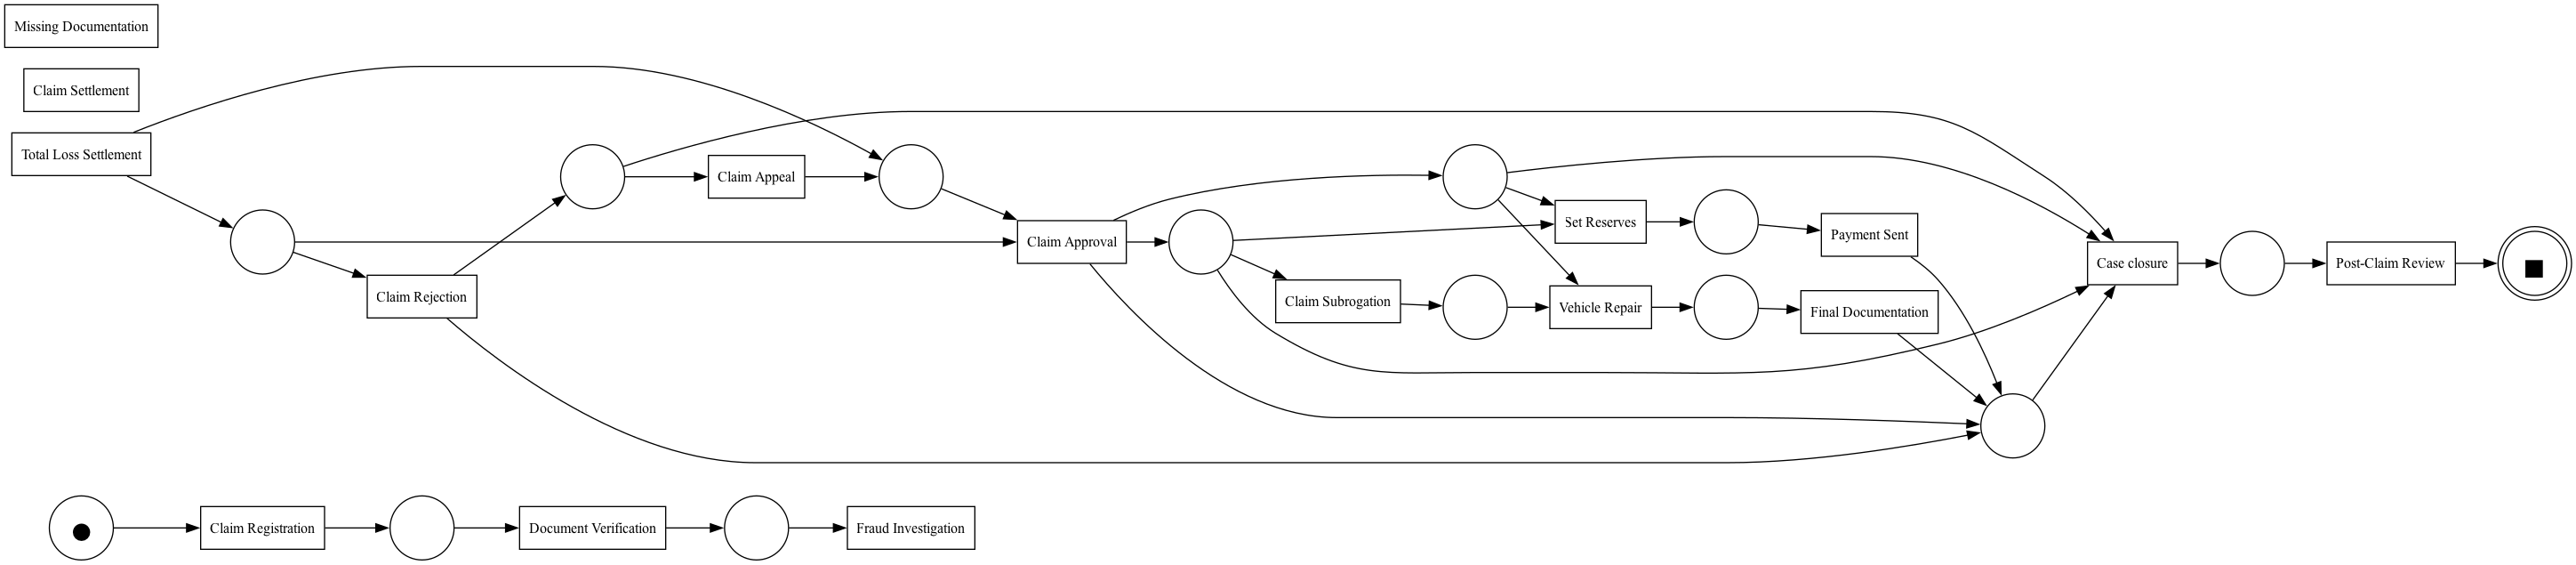 Missing Documentation
Claim Settlement
Total Loss Settlement
Claim Appeal
Claim Rejection
Claim Approval
Set Reserves
Payment Sent
Claim Subrogation
Vehicle Repair
Final Documentation
Case closure
Post-Claim Review
Claim Registration
Document Verification
Fraud Investigation